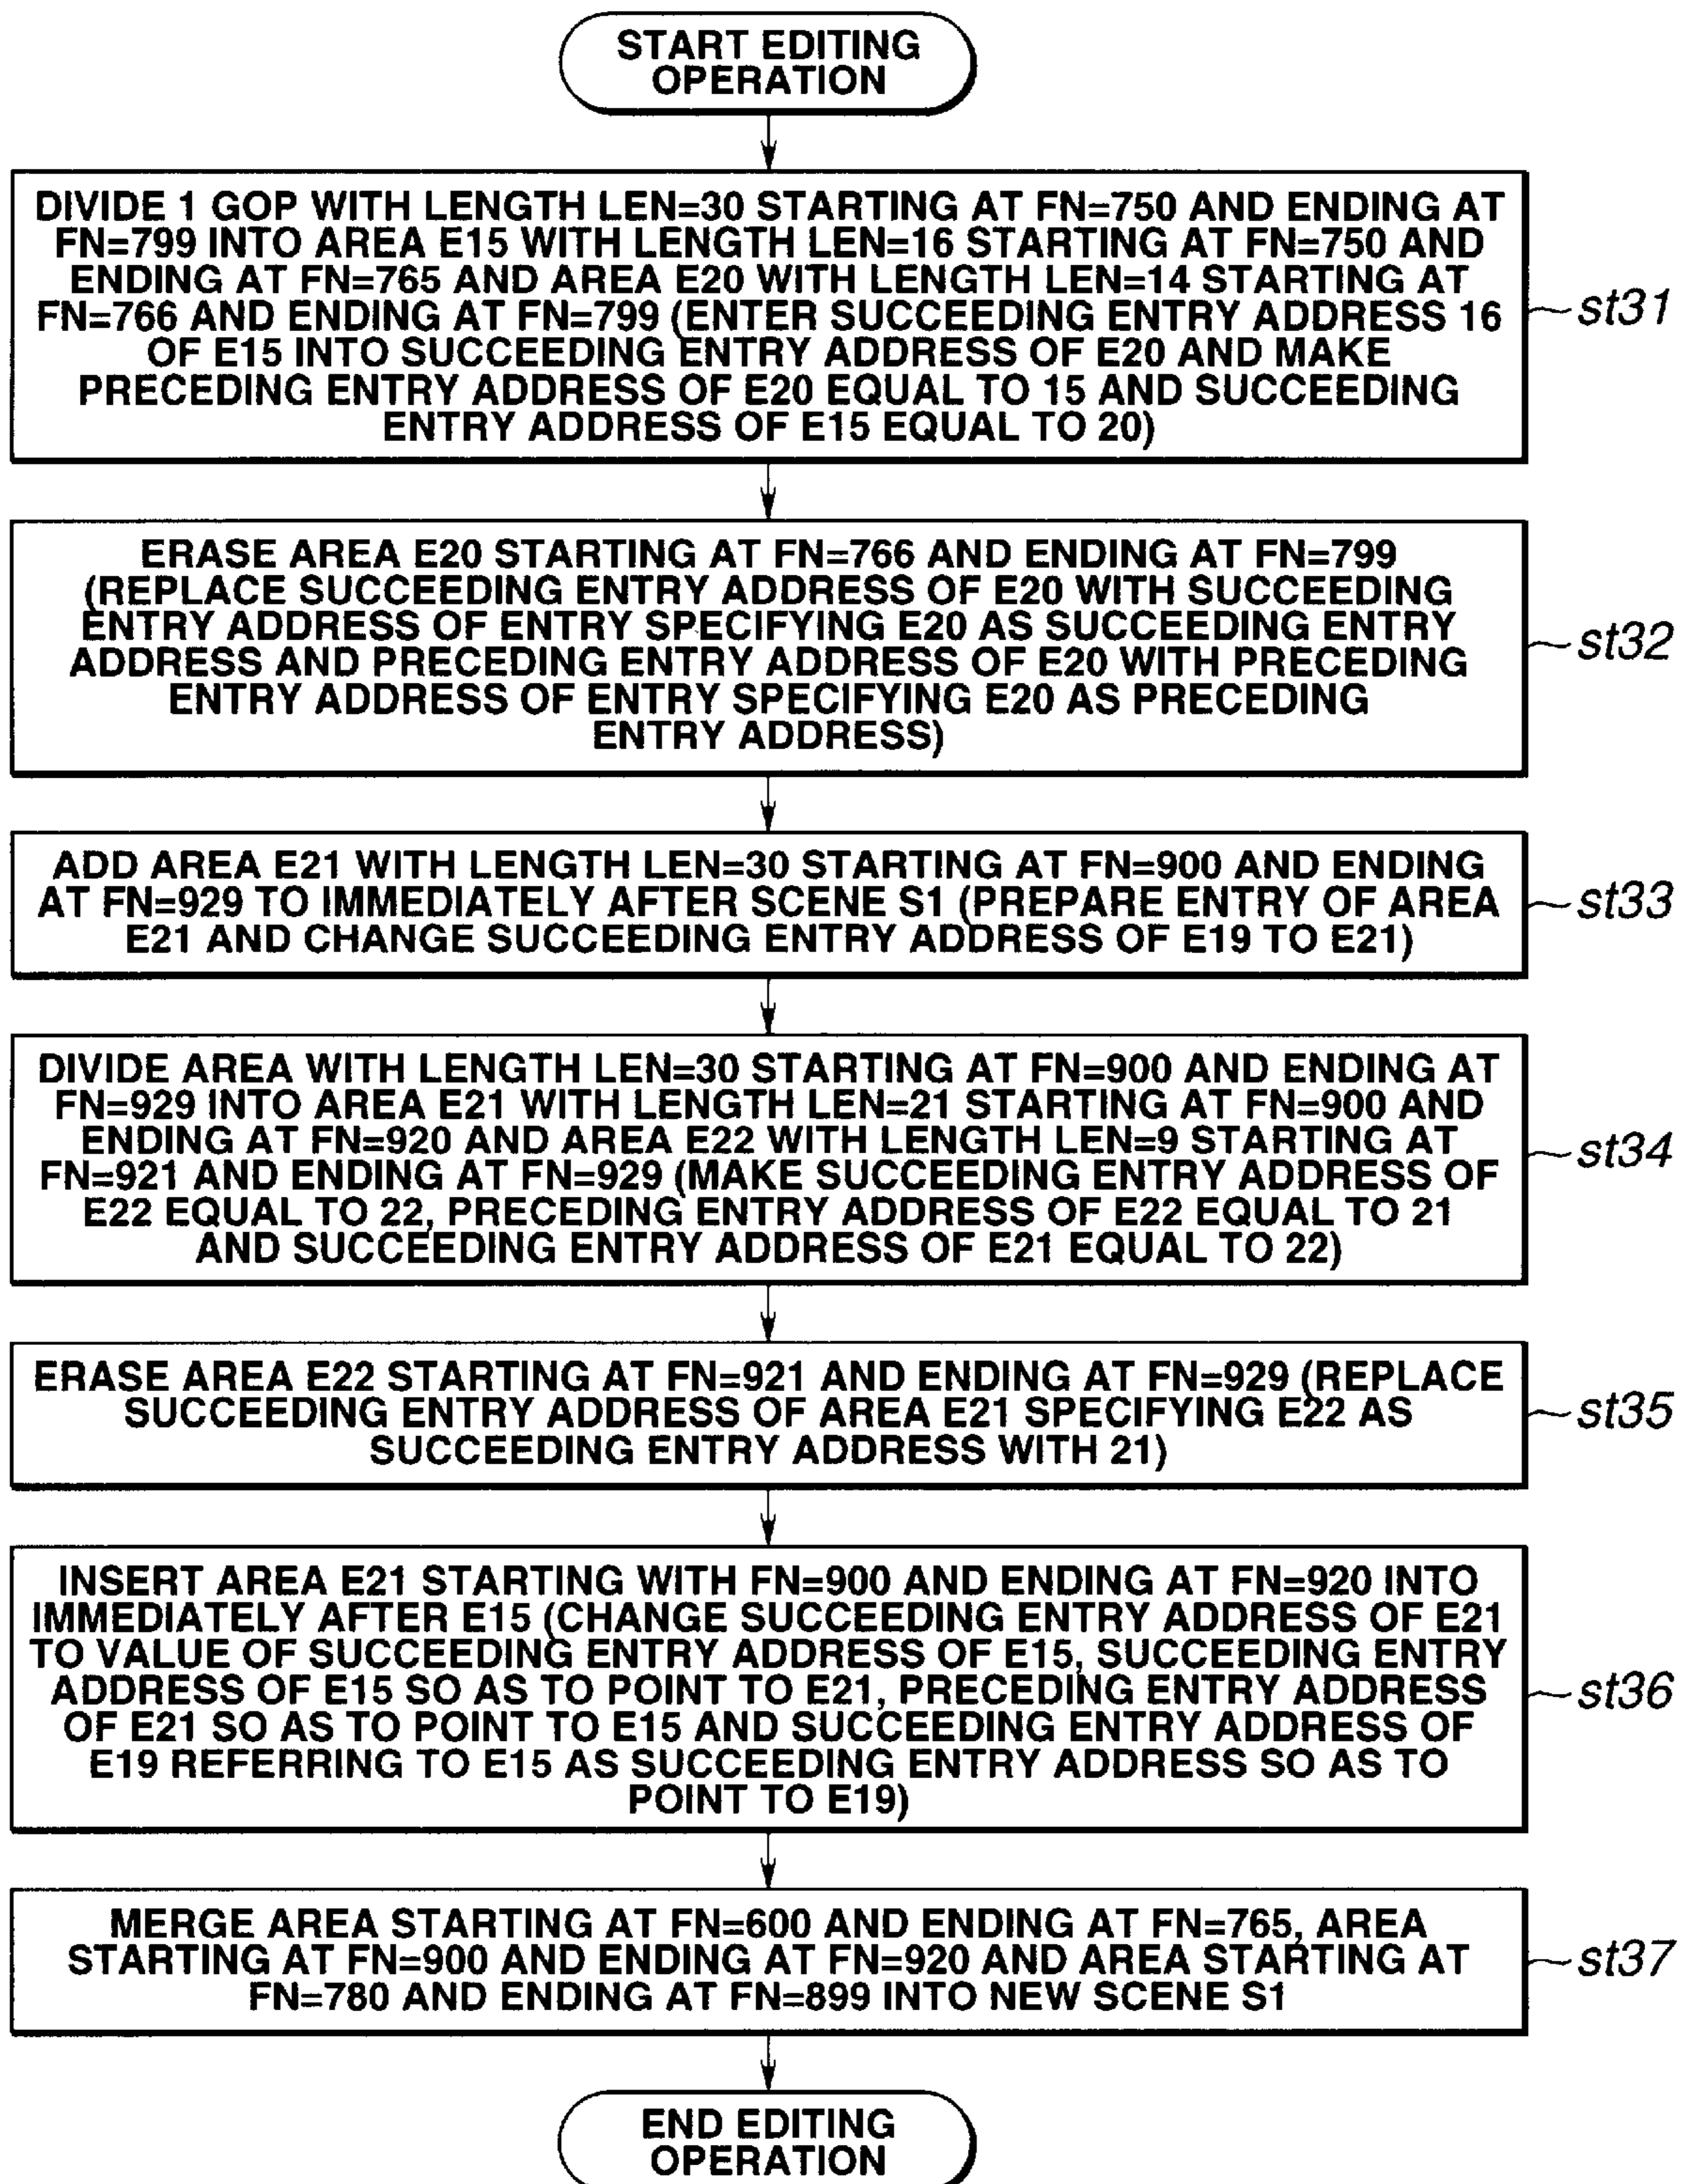 START EDITING
OPERATION
DIVIDE 1 GOP WITH LENGTH LEN=30 STARTING AT FN=750 AND ENDING AT
FN=799 INTO AREA E15 WITH LENGTH LEN=16 STARTING AT FN=750 AND
ENDING AT FN=765 AND AREA E20 WITH LENGTH LEN=14 STARTING AT
FN=766 AND ENDING AT FN=799 (ENTER SUCCEEDING ENTRY ADDRESS 16
OF E15 INTO SUCCEEDING ENTRY ADDRESS OF E20 AND MAKE
PRECEDING ENTRY ADDRESS OF E20 EQUAL TO 15 AND SUCCEEDING
ENTRY ADDRESS OF E15 EQUAL TO 20)
st31
ERASE AREA E20 STARTING AT FN=766 AND ENDING AT FN=799
(REPLACE SUCCEEDING ENTRY ADDRESS OF E20 WITH SUCCEEDING
ENTRY ADDRESS OF ENTRY SPECIFYING E20 AS SUCCEEDING ENTRY
ADDRESS AND PRECEDING ENTRY ADDRESS OF E20 WITH PRECEDING
ENTRY ADDRESS OF ENTRY SPECIFYING E20 AS PRECEDING
ENTRY ADDRESS)
st32
ADD AREA E21 WITH LENGTH LEN=30 STARTING AT FN=900 AND ENDING
AT FN=929 TO IMMEDIATELY AFTER SCENE S1 (PREPARE ENTRY OF AREA
E21 AND CHANGE SUCCEEDING ENTRY ADDRESS OF E19 TO E21)
st33
DIVIDE AREA WITH LENGTH LEN=30 STARTING AT FN=900 AND ENDING AT
FN=929 INTO AREA E21 WITH LENGTH LEN=21 STARTING AT FN=900 AND
ENDING AT FN=920 AND AREA E22 WITH LENGTH LEN=9 STARTING AT
FN=921 AND ENDING AT FN=929 (MAKE SUCCEEDING ENTRY ADDRESS OF
E22 EQUAL TO 22, PRECEDING ENTRY ADDRESS OF E22 EQUAL TO 21
AND SUCCEEDING ENTRY ADDRESS OF E21 EQUAL TO 22)
st34
ERASE AREA E22 STARTING AT FN=921 AND ENDING AT FN=929 (REPLACE
SUCCEEDING ENTRY ADDRESS OF AREA E21 SPECIFYING E22 AS
SUCCEEDING ENTRY ADDRESS WITH 21)
st35
INSERT AREA E21 STARTING WITH FN=900 AND ENDING AT FN=920 INTO
IMMEDIATELY AFTER E15 (CHANGE SUCCEEDING ENTRY ADDRESS OF E21
TO VALUE OF SUCCEEDING ENTRY ADDRESS OF E15, SUCCEEDING ENTRY
ADDRESS OF E15 SO AS TO POINT TO E21, PRECEDING ENTRY ADDRESS
OF E21 SO AS TO POINT TO E15 AND SUCCEEDING ENTRY ADDRESS OF
E19 REFERRING TO E15 AS SUCCEEDING ENTRY ADDRESS SO AS TO
POINT TO E19)
st36
MERGE AREA STARTING AT FN=600 AND ENDING AT FN=765, AREA
STARTING AT FN=900 AND ENDING AT FN=920 AND AREA STARTING AT
FN=780 AND ENDING AT FN=899 INTO NEW SCENE S1
st37
END EDITING
OPERATION